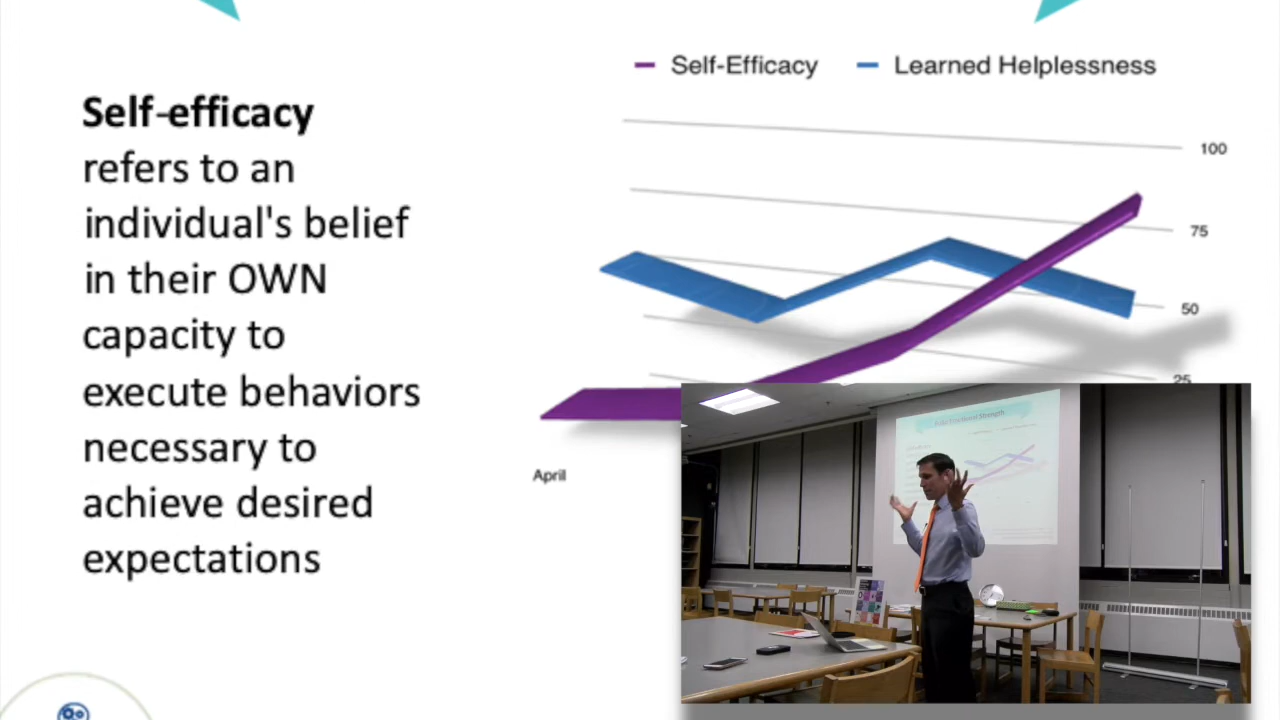 Self-Efficacy
Learned Helplessness
Self-efficacy
refers to an
individual's belief
in their OWN
capacity to
execute behaviors
necessary to
achieve desired
expectations
100
75
50
25
April